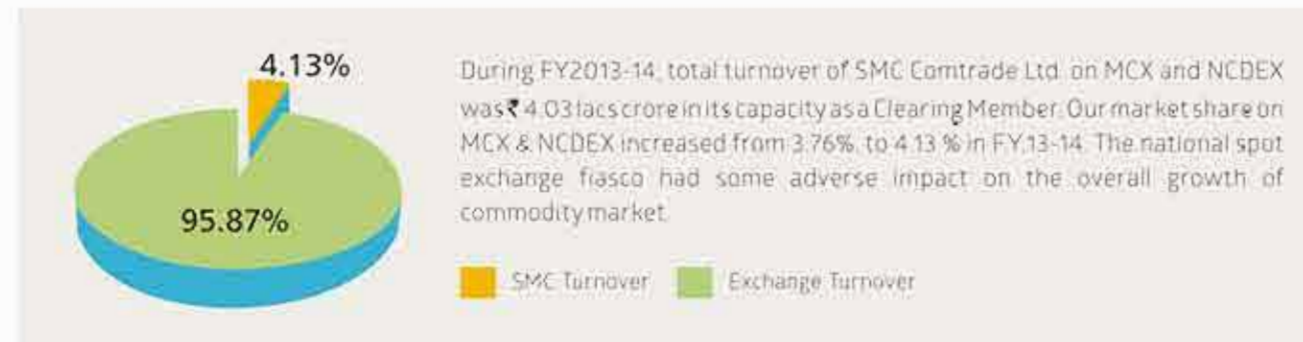 4.13%
95.87%
During FY2013-14, total turnover of SMC Comtrade Ltd. on MCX and NCDEX
was ₹ 4.03 lacs crore in its capacity as a Clearing Member. Our market share on
MCX & NCDEX increased from 3.76%, to 4.13 % in FY.13-14. The national spot
exchange fiasco had some adverse impact on the overall growth of
commodity market.
SMC Turnover
Exchange Turnover